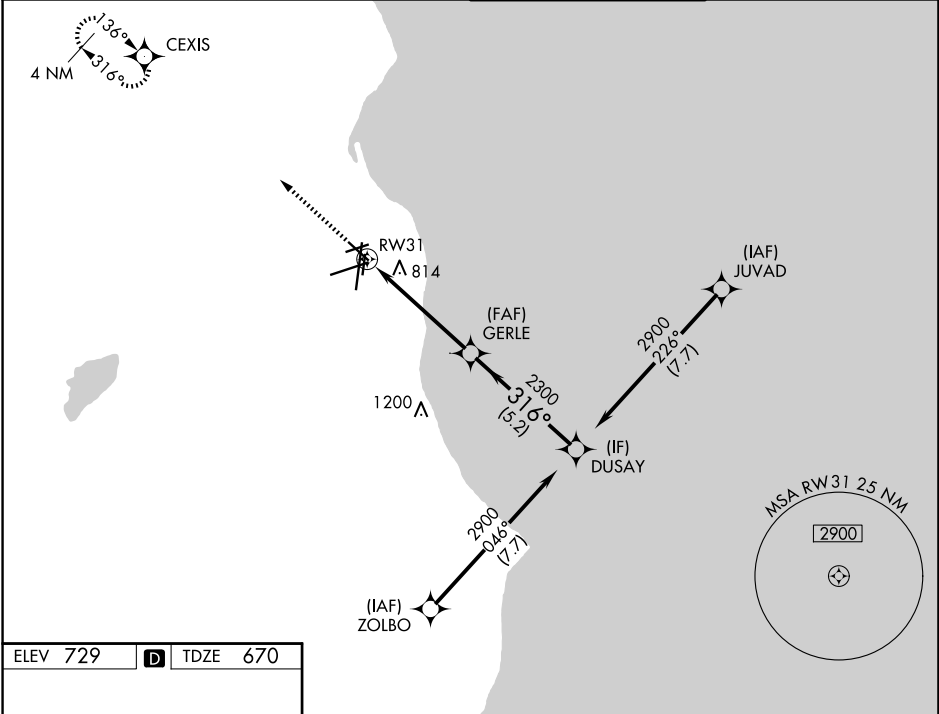 136°
CEXIS
316°
4 NM
RW31
814
(IAF)
JUVAD
(FAF)
GERLE
2900
226°
(7.7)
2300
316°
(5.2)
1200
(IF)
DUSAY
MSA RW31 25 NM
2900
2900
046°
(7.7)
(IAF)
ZOLBO
ELEV 729 D TDZE 670